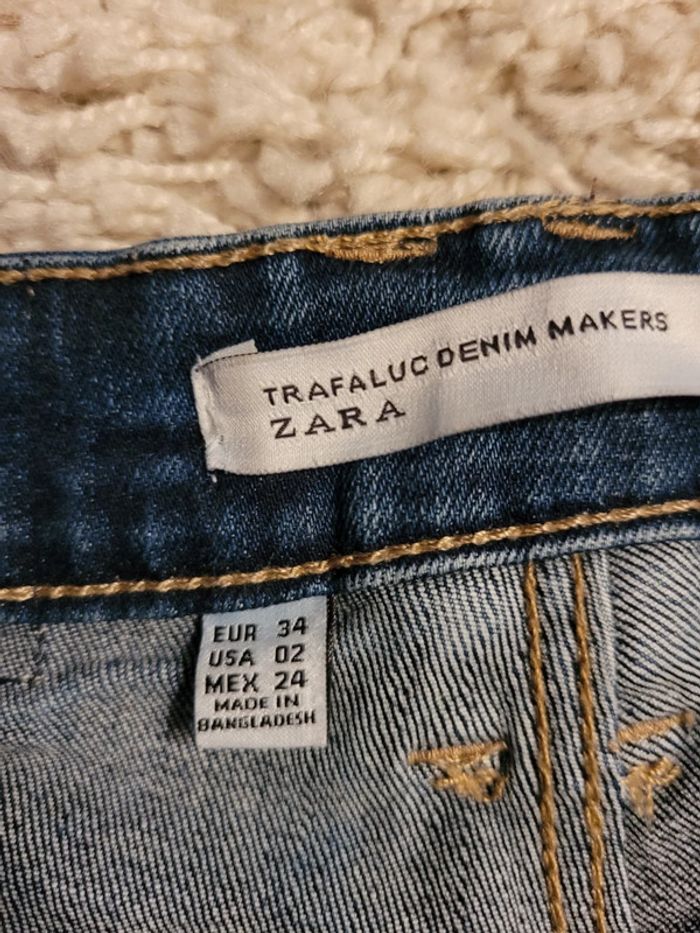 TRAFALUC DENIM MAKERS
ZARA
EUR 34
USA 02
MEX 24
MADE IN
BANGLADESH